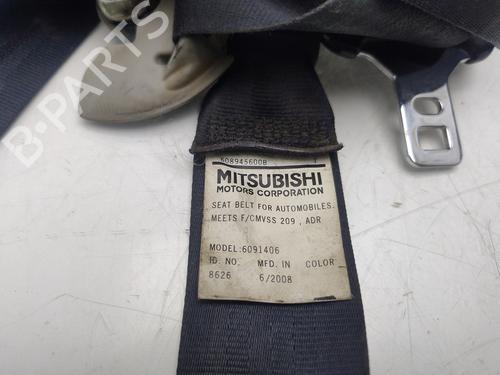 B-PARTS
608945600B 1
MITSUBISHI
MOTORS CORPORATION
SEAT BELT FOR AUTOMOBILES.
MEETS F/CMVSS 209 , ADR
MODEL:6091406
ID. NO. MFD. IN COLOR
8626 6/2008